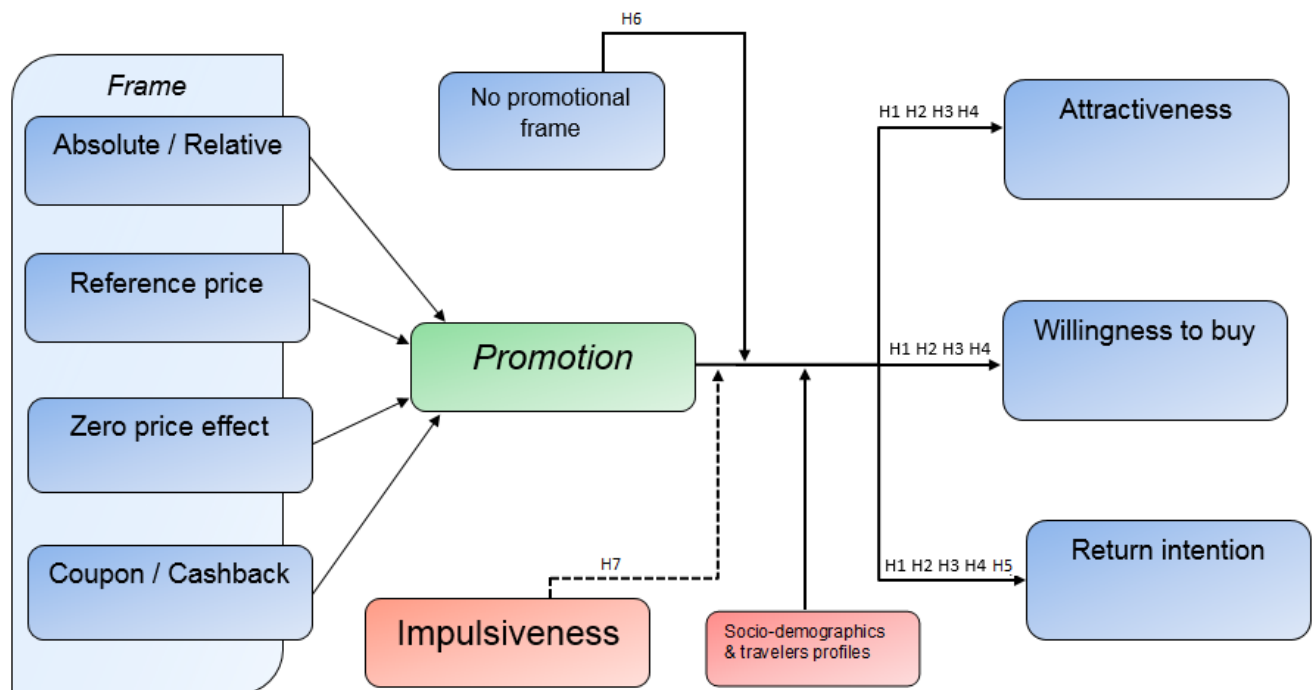 Frame
Absolute / Relative
Reference price
Zero price effect
Coupon / Cashback
H6
No promotional
frame
Promotion
H7
Impulsiveness
Socio-demographics
& travelers profiles
H1 H2 H3 H4
Attractiveness
H1 H2 H3 H4
Willingness to buy
H1 H2 H3 H4 H5
Return intention